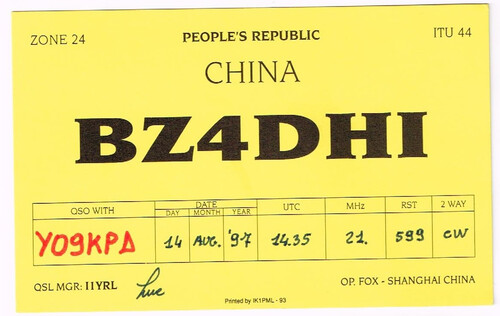 ZONE 24 PEOPLE'S REPUBLIC ITU 44
CHINA
BZ4DHI
QSO WITH DATE UTC MHz RST 2 WAY
DAY MONTH YEAR
YO9KPD 14 AUG. '97 14.35 21. 599 CW
QSL MGR: I1YRL OP. FOX - SHANGHAI CHINA
Printed by IK1PML - 93